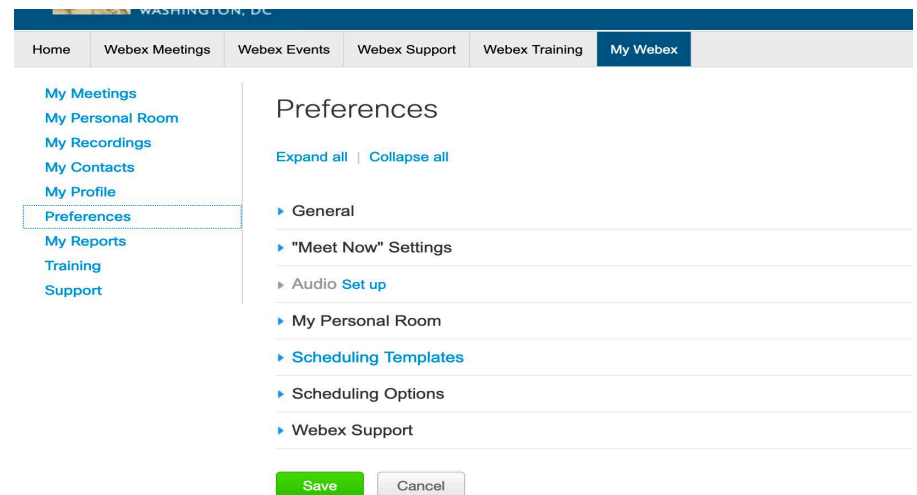 WASHINGTON, DC
Home Webex Meetings Webex Events Webex Support Webex Training My Webex
My Meetings
My Personal Room
My Recordings
My Contacts
My Profile
Preferences
My Reports
Training
Support
Preferences
Expand all | Collapse all
General
"Meet Now" Settings
Audio Set up
My Personal Room
Scheduling Templates
Scheduling Options
Webex Support
Save Cancel